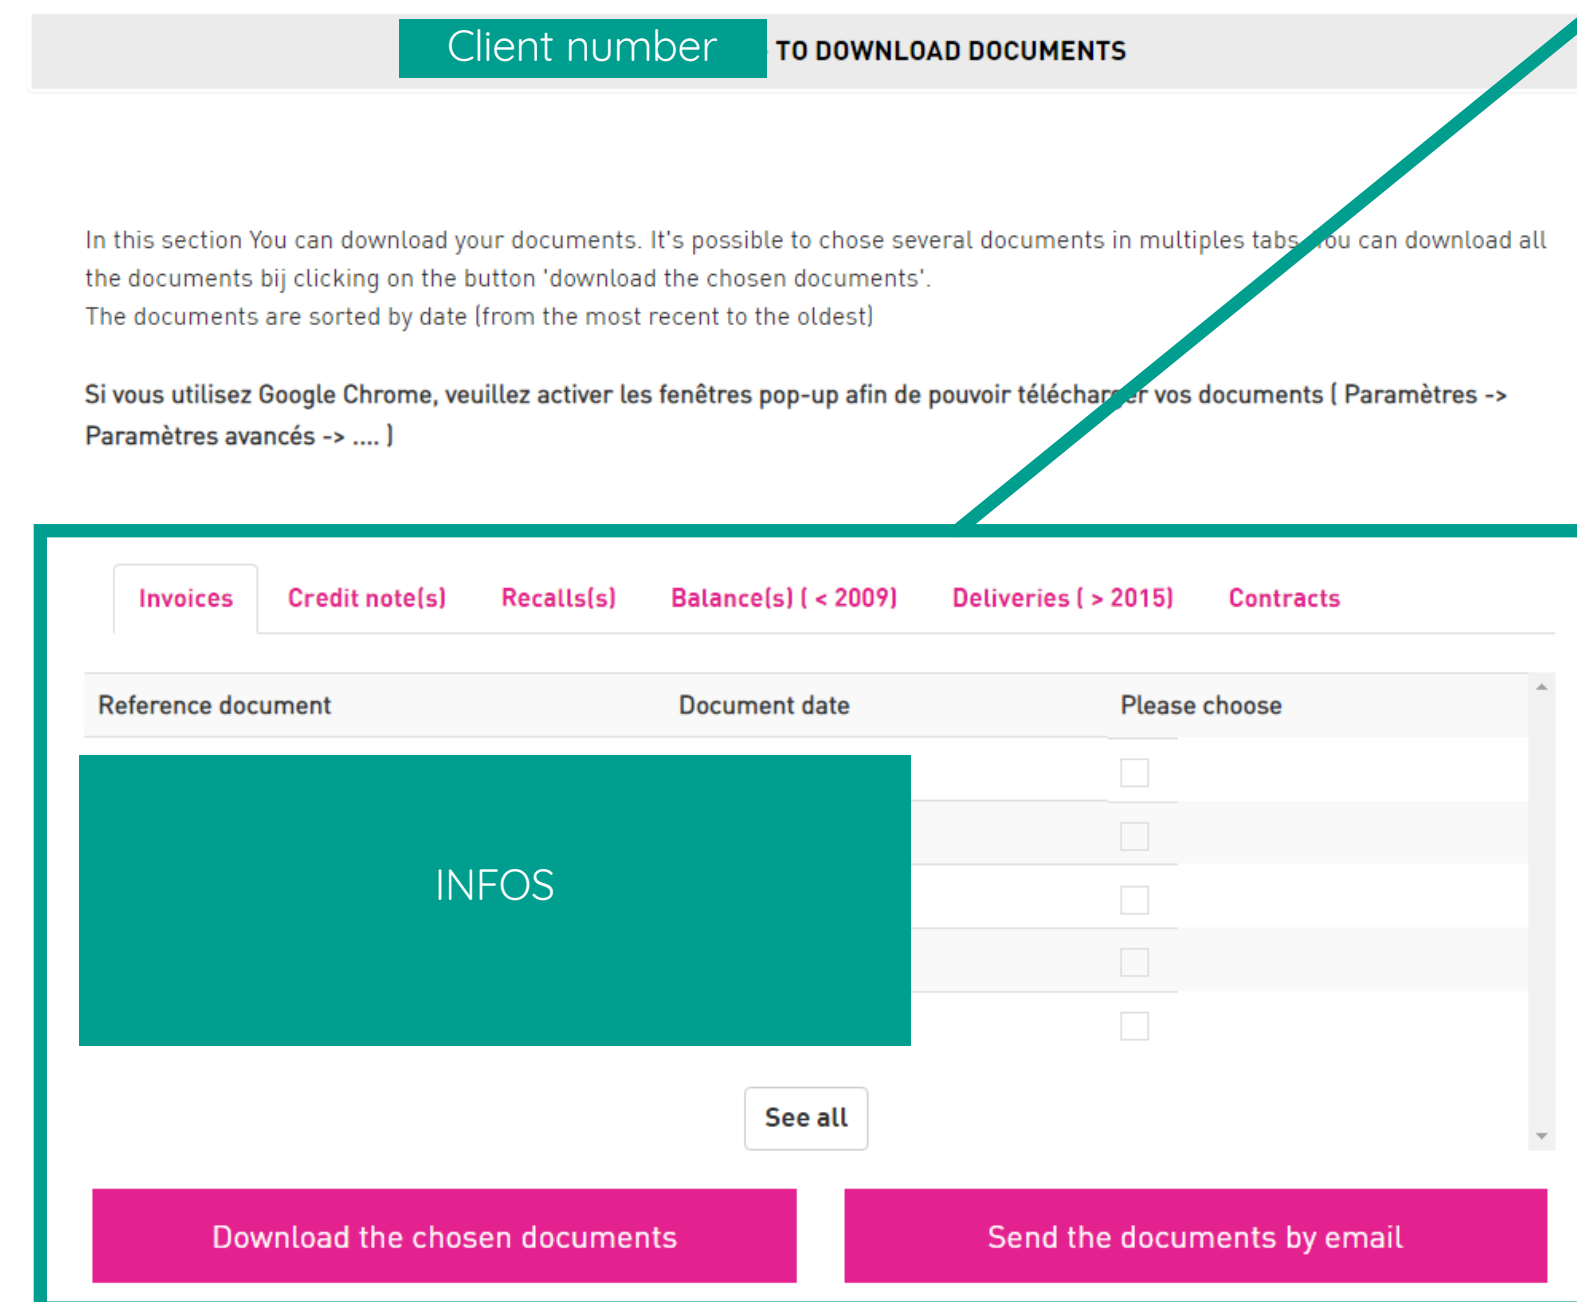 Client number TO DOWNLOAD DOCUMENTS
In this section You can download your documents. It's possible to chose several documents in multiples tabs. You can download all
the documents bij clicking on the button 'download the chosen documents'.
The documents are sorted by date (from the most recent to the oldest)
Si vous utilisez Google Chrome, veuillez activer les fenêtres pop-up afin de pouvoir télécharger vos documents ( Paramètres ->
Paramètres avancés -> .... )
Invoices Credit note(s) Recalls(s) Balance(s) ( < 2009) Deliveries ( > 2015) Contracts
Reference document Document date Please choose
INFOS
See all
Download the chosen documents Send the documents by email